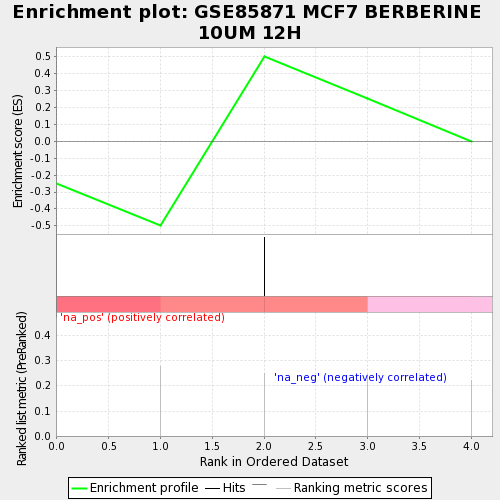 Enrichment plot: GSE85871 MCF7 BERBERINE
10UM 12H
Enrichment score (ES)
0.5
0.4
0.3
0.2
0.1
0.0
-0.1
-0.2
-0.3
-0.4
-0.5
'na_pos' (positively correlated)
'na_neg' (negatively correlated)
Ranked list metric (PreRanked)
0.4
0.3
0.2
0.1
0.0
0.0 0.5 1.0 1.5 2.0 2.5 3.0 3.5 4.0
Rank in Ordered Dataset
Enrichment profile Hits Ranking metric scores